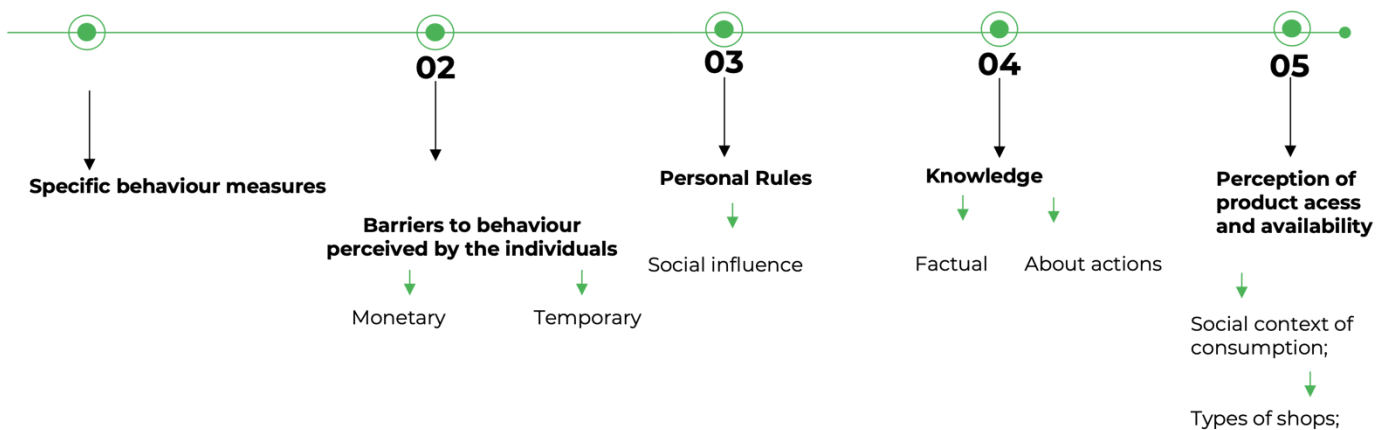 02
03
04
05
Specific behaviour measures
Barriers to behaviour
perceived by the individuals
Monetary
Temporary
Personal Rules
Social influence
Knowledge
Factual
About actions
Perception of
product acess
and availability
Social context of
consumption;
Types of shops;